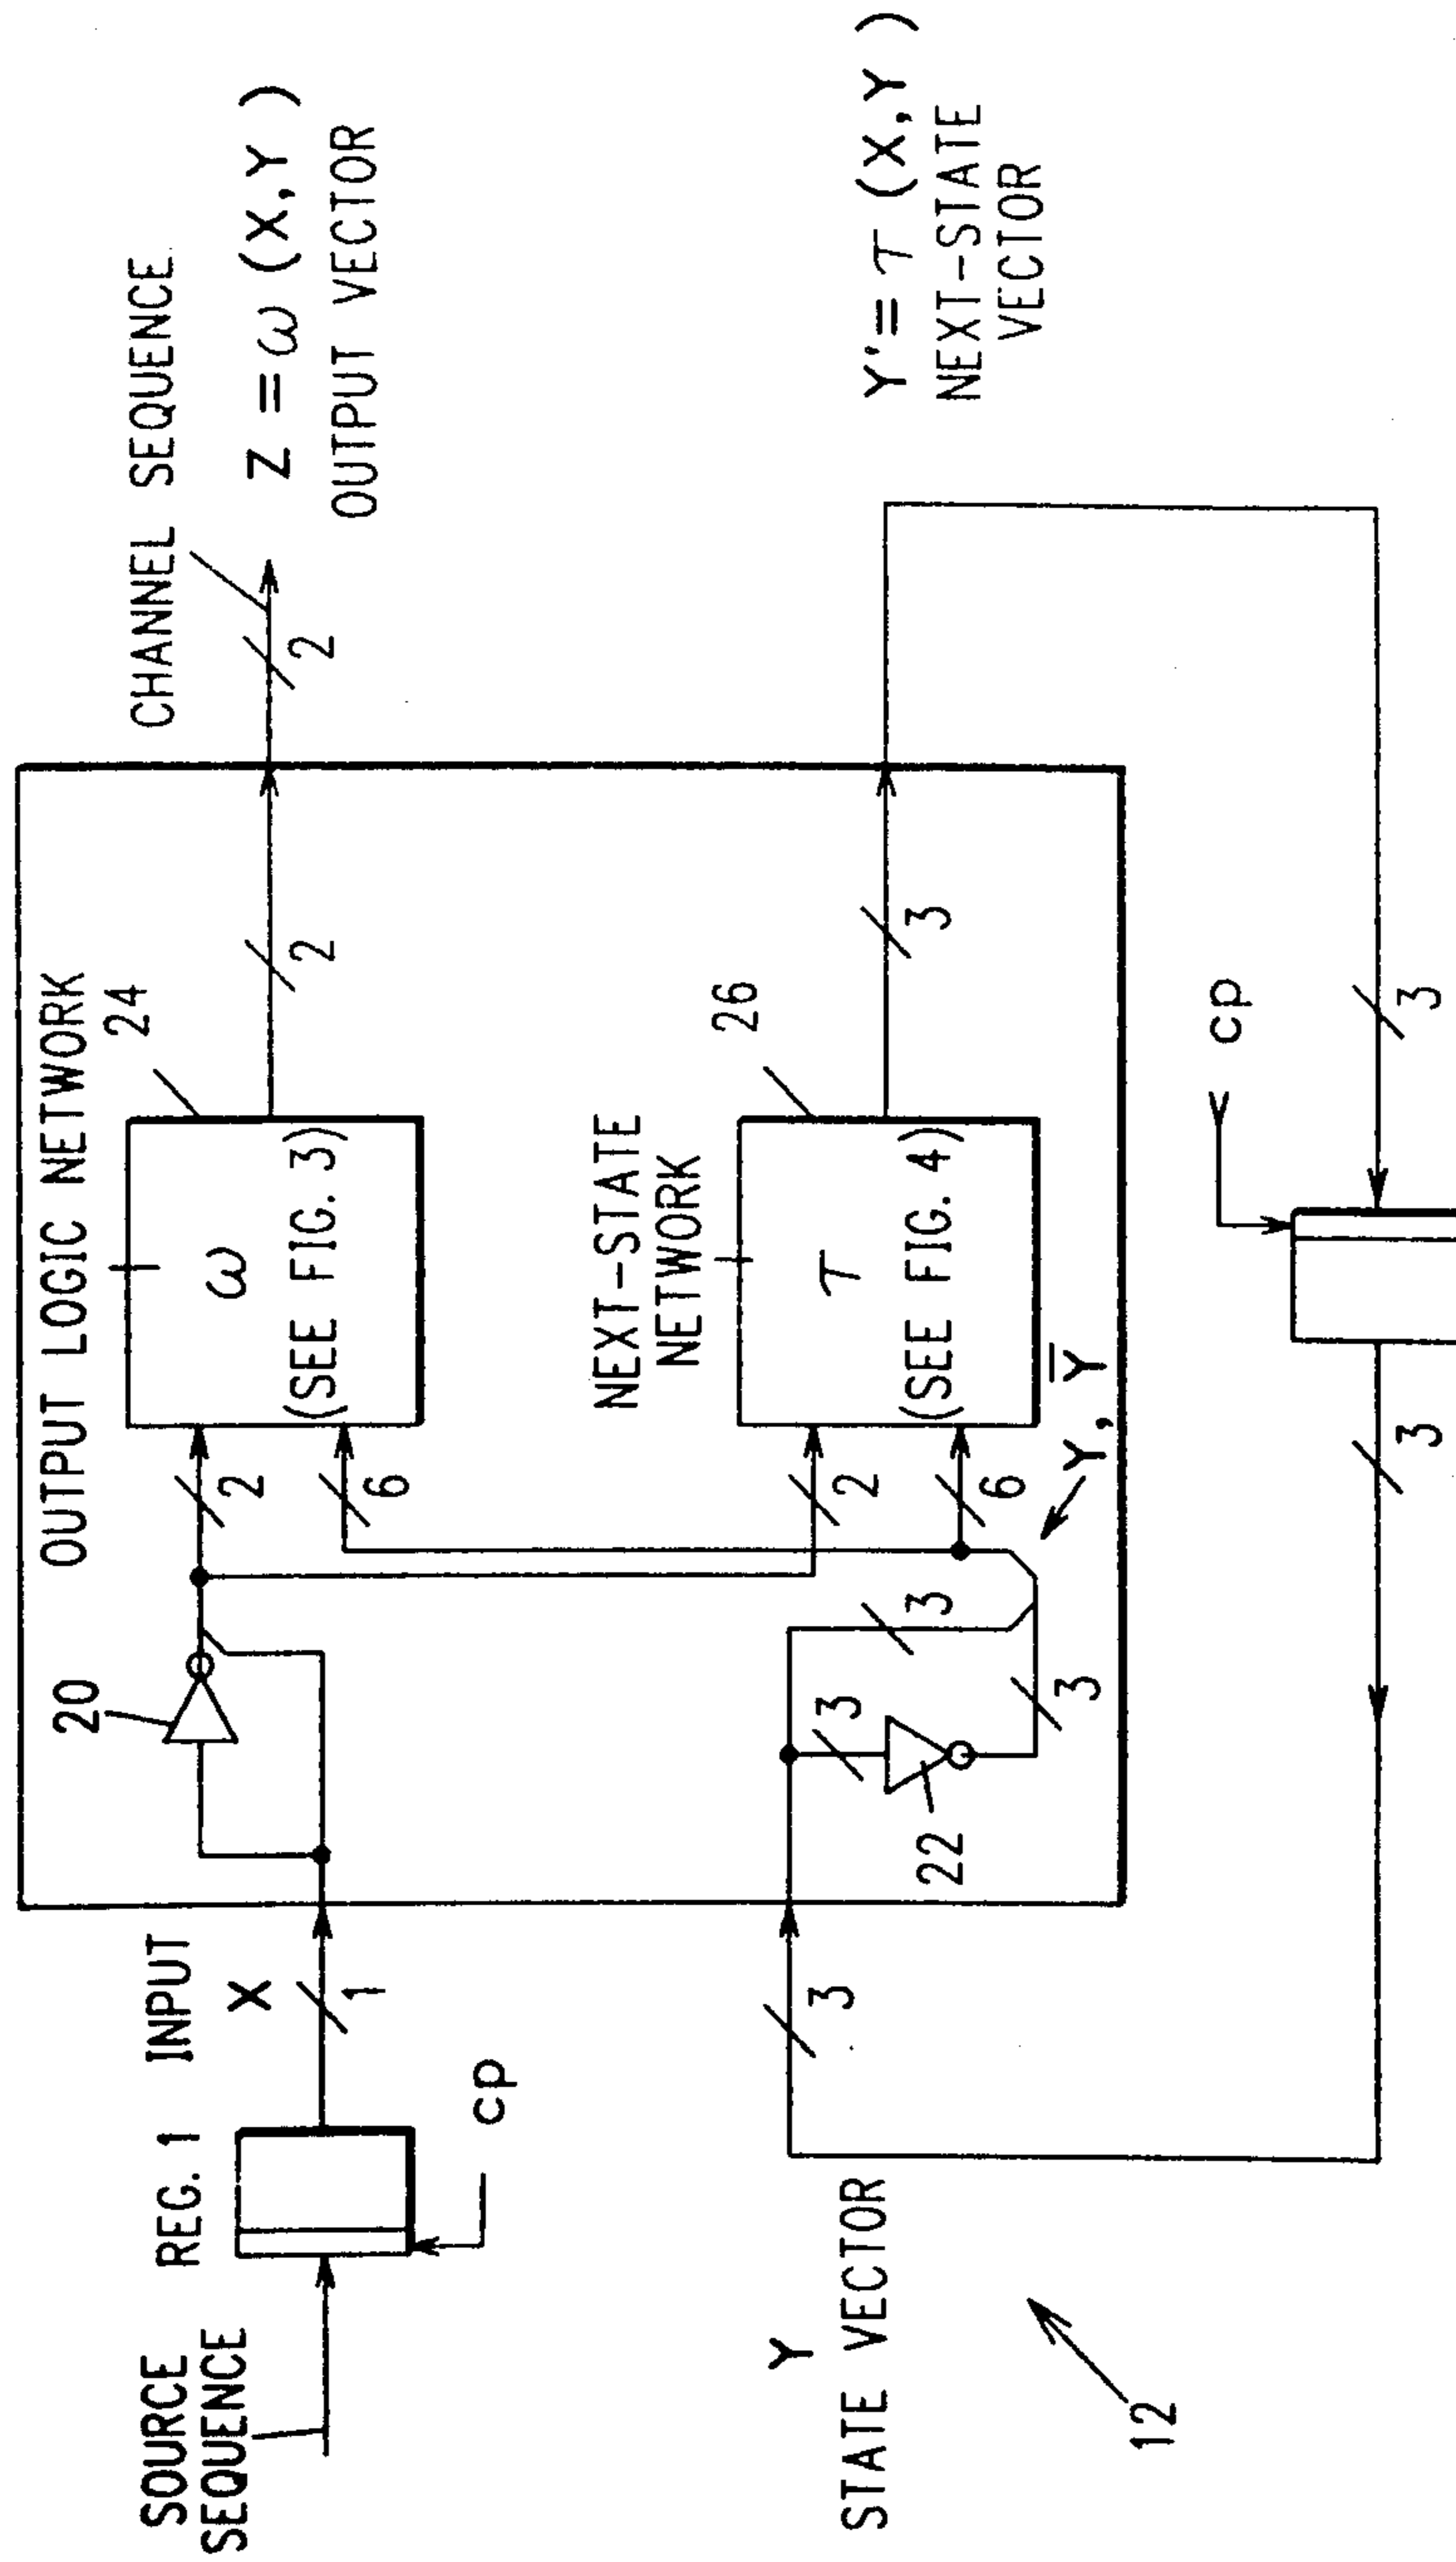 OUTPUT LOGIC NETWORK
24
CHANNEL SEQUENCE
SOURCE
SEQUENCE
REG. 1
INPUT
X
1
cp
20
2
6
ω
(SEE FIG. 3)
2
2
Z = ω (X,Y)
OUTPUT VECTOR
NEXT-STATE
NETWORK
26
Y
STATE VECTOR
3
22
3
3
3
2
6
Y, Y̅
τ
(SEE FIG. 4)
3
Y'= τ (X,Y)
NEXT-STATE
VECTOR
12
3
cp
3